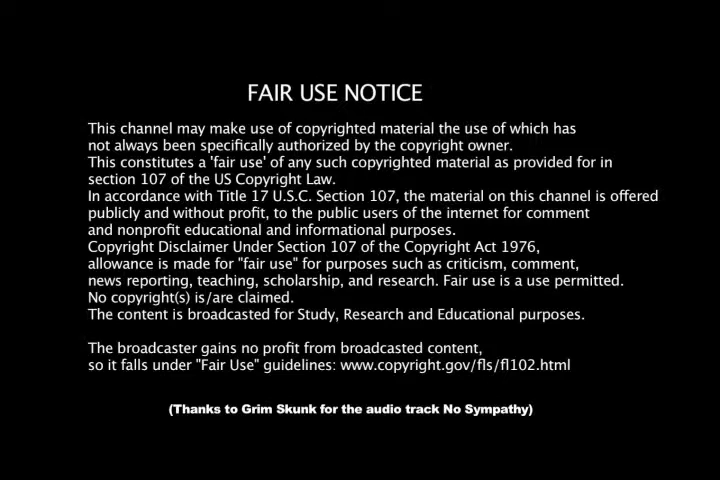 FAIR USE NOTICE
This channel may make use of copyrighted material the use of which has
not always been specifically authorized by the copyright owner.
This constitutes a 'fair use' of any such copyrighted material as provided for in
section 107 of the US Copyright Law.
In accordance with Title 17 U.S.C. Section 107, the material on this channel is offered
publicly and without profit, to the public users of the internet for comment
and nonprofit educational and informational purposes.
Copyright Disclaimer Under Section 107 of the Copyright Act 1976,
allowance is made for "fair use" for purposes such as criticism, comment,
news reporting, teaching, scholarship, and research. Fair use is a use permitted.
No copyright(s) is/are claimed.
The content is broadcasted for Study, Research and Educational purposes.
The broadcaster gains no profit from broadcasted content,
so it falls under "Fair Use" guidelines: www.copyright.gov/fls/fl102.html
(Thanks to Grim Skunk for the audio track No Sympathy)